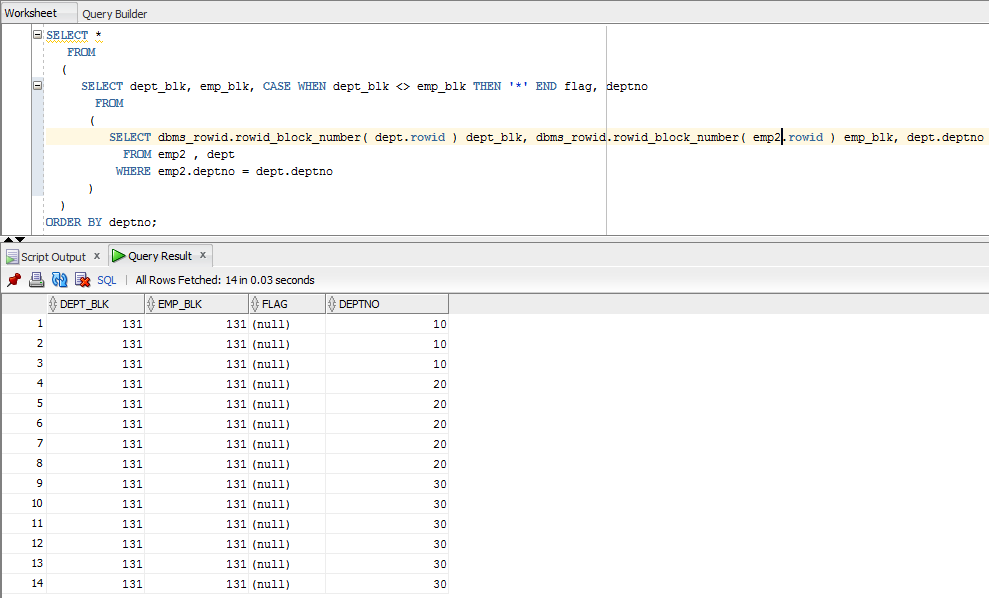 Worksheet Query Builder
SELECT *
FROM
(
SELECT dept_blk, emp_blk, CASE WHEN dept_blk <> emp_blk THEN '*' END flag, deptno
FROM
(
SELECT dbms_rowid.rowid_block_number( dept.rowid ) dept_blk, dbms_rowid.rowid_block_number( emp2.rowid ) emp_blk, dept.deptno
FROM emp2 , dept
WHERE emp2.deptno = dept.deptno
)
)
ORDER BY deptno;
Script Output x Query Result x
SQL | All Rows Fetched: 14 in 0.03 seconds
DEPT_BLK EMP_BLK FLAG DEPTNO
1 131 131 (null) 10
2 131 131 (null) 10
3 131 131 (null) 10
4 131 131 (null) 20
5 131 131 (null) 20
6 131 131 (null) 20
7 131 131 (null) 20
8 131 131 (null) 20
9 131 131 (null) 30
10 131 131 (null) 30
11 131 131 (null) 30
12 131 131 (null) 30
13 131 131 (null) 30
14 131 131 (null) 30